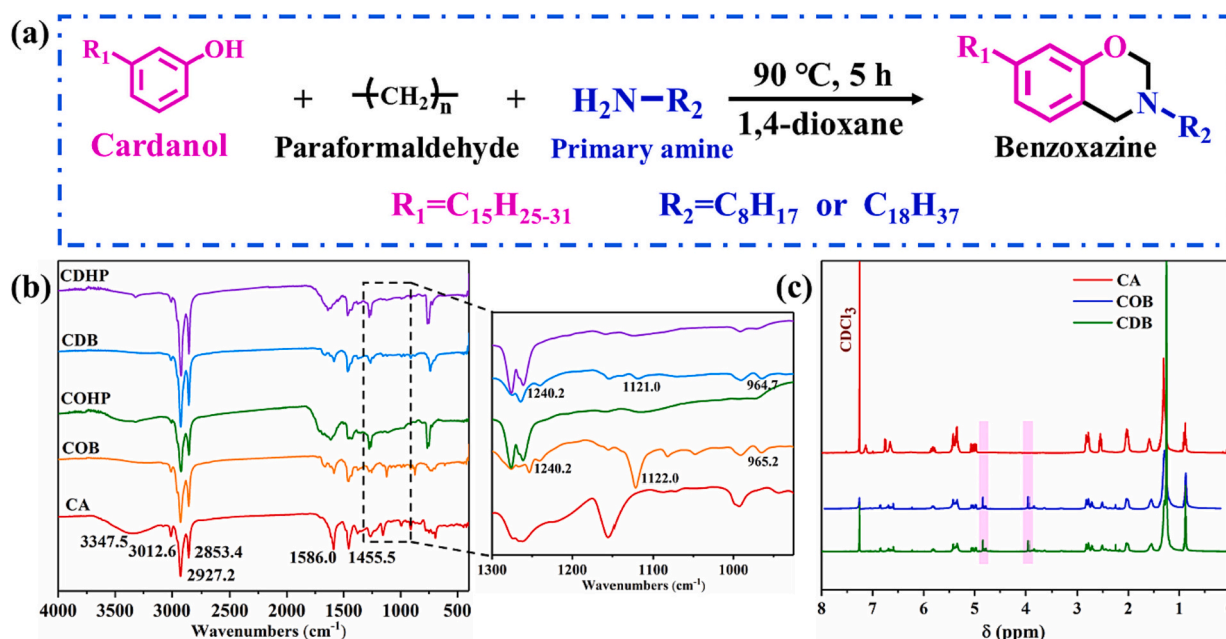 (a)
R₁
OH
Cardanol
+
-(CH₂)ₙ
Paraformaldehyde
+
H₂N-R₂
Primary amine
90 °C, 5 h
1,4-dioxane
R₁
O
N
R₂
Benzoxazine
R₁=C₁₅H₂₅₋₃₁
R₂=C₈H₁₇ or C₁₈H₃₇
(b)
CDHP
CDB
COHP
COB
CA
3347.5
3012.6
2927.2
2853.4
1586.0
14555.5
4000 3500 3000 2500 2000 1500 1000 500
Wavenumbers (cm⁻¹)
1240.2
1121.0
964.7
1240.2
1122.0
965.2
1300 1200 1100 1000
Wavenumbers (cm⁻¹)
(c)
CDCl₃
CA
COB
CDB
8 7 6 5 4 3 2 1
δ (ppm)